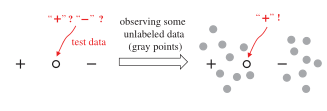 “+” ? “−” ?
test data
+ −
observing some
unlabeled data
(gray points)
“+” !
+ −